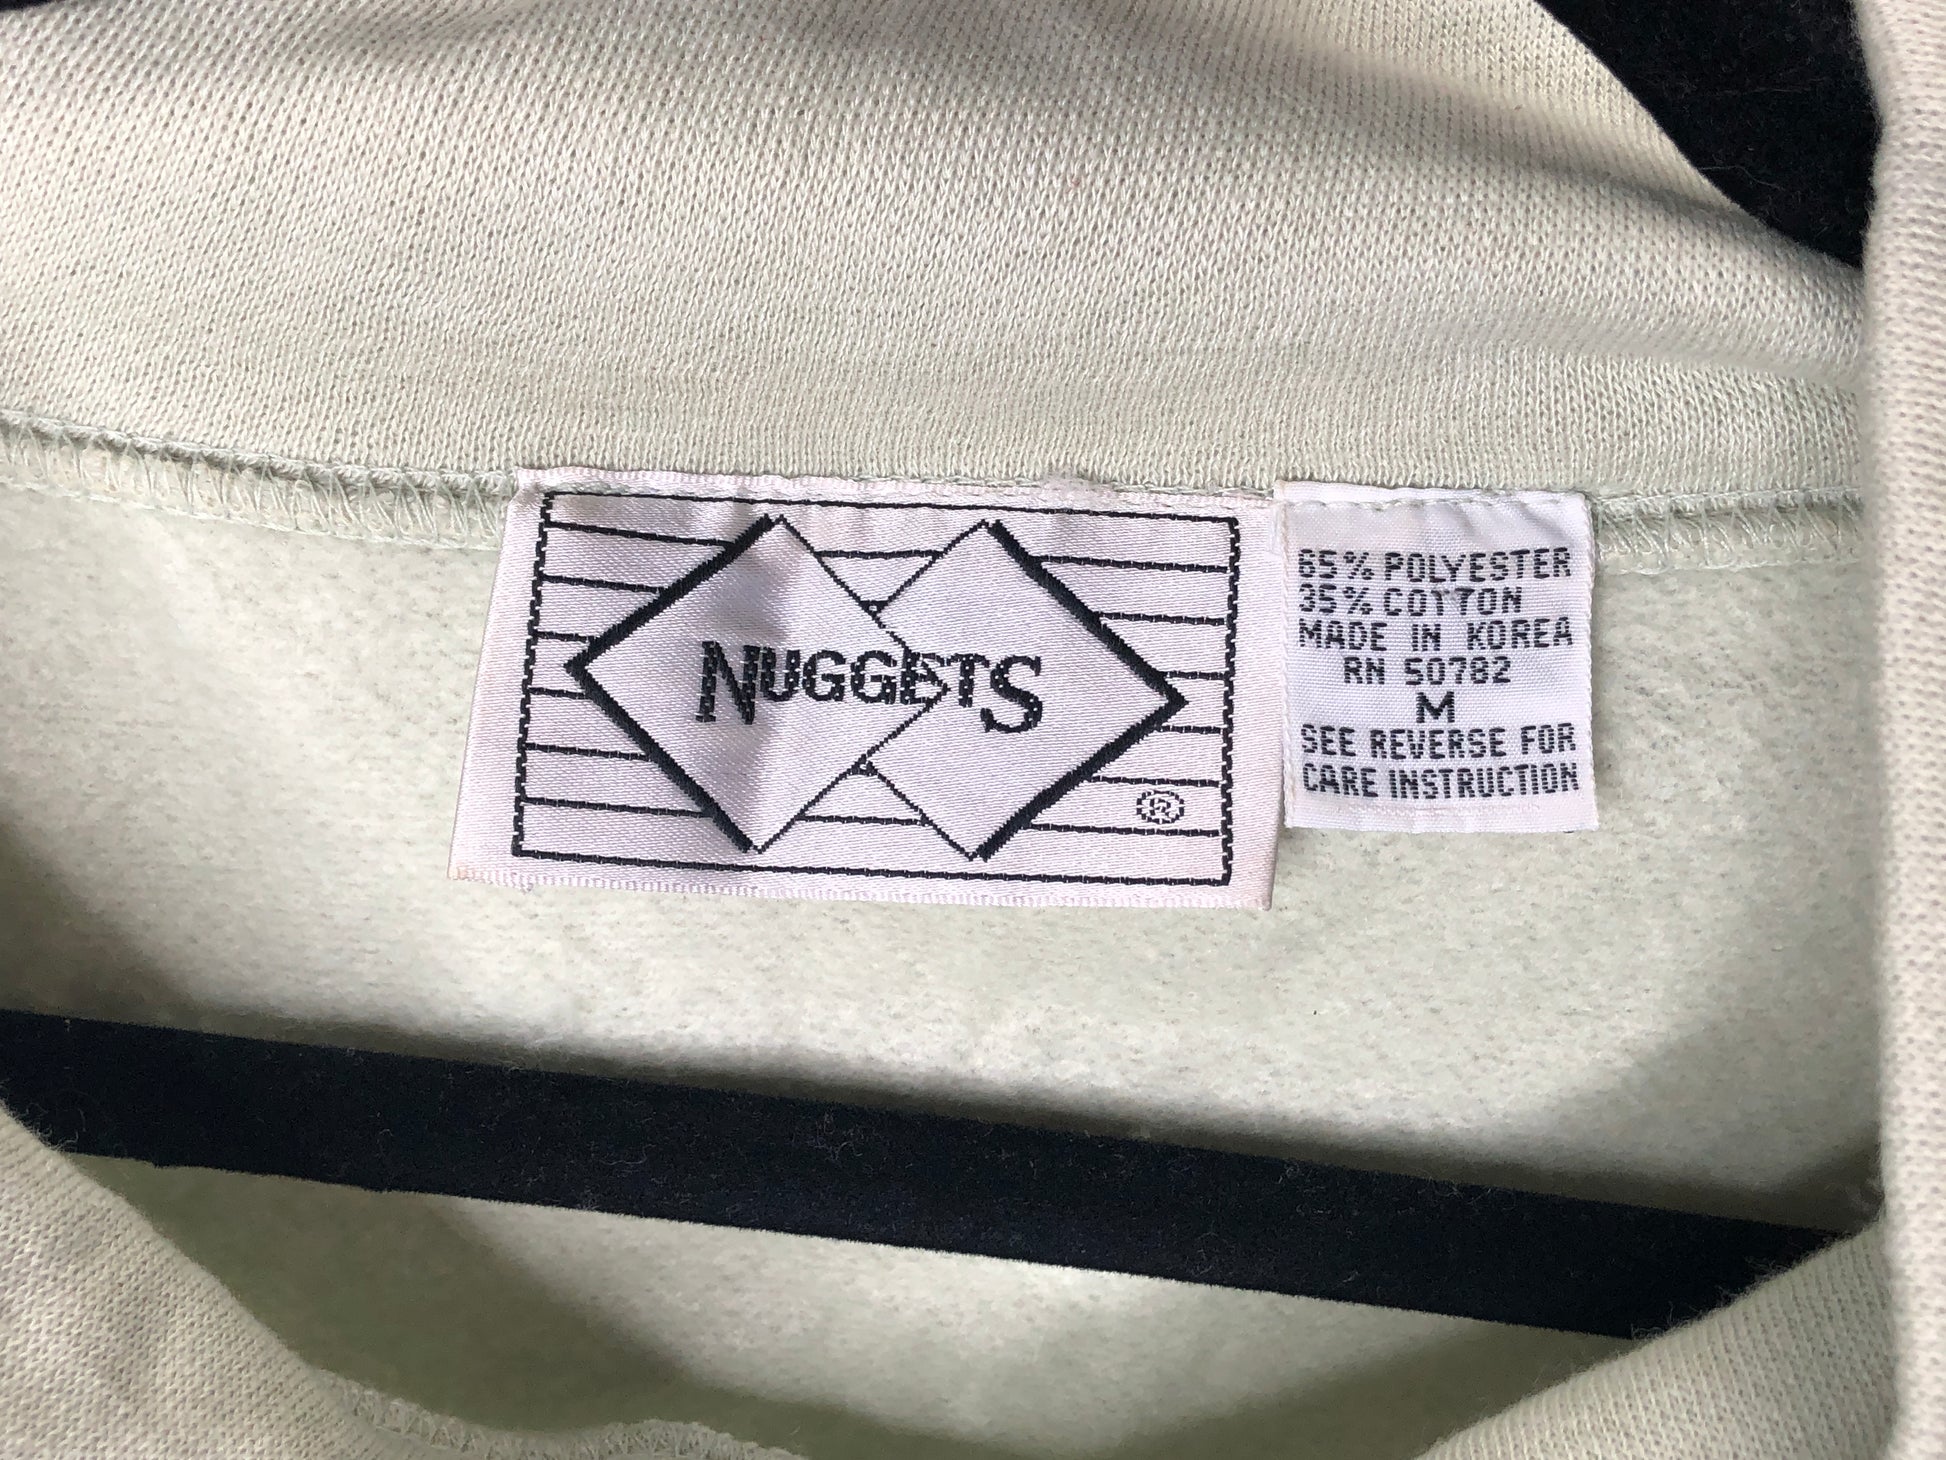 NUGGETS
®
65% POLYESTER
35% COTTON
MADE IN KOREA
RN 50782
M
SEE REVERSE FOR
CARE INSTRUCTION